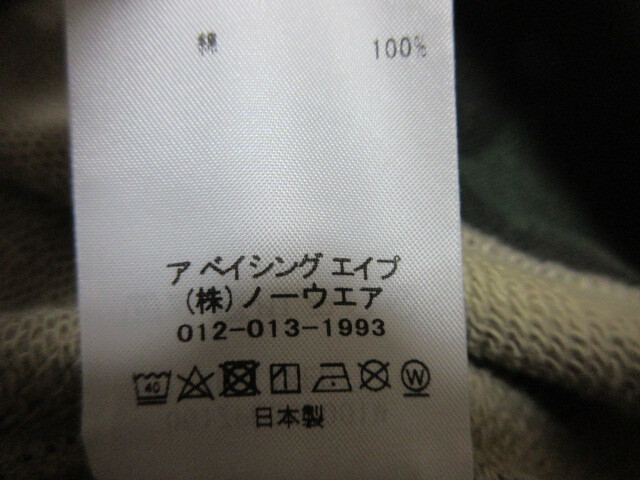 綿 100%
ア ベイシング エイプ
(株)ノーウエア
012-013-1993
40 W
日本製